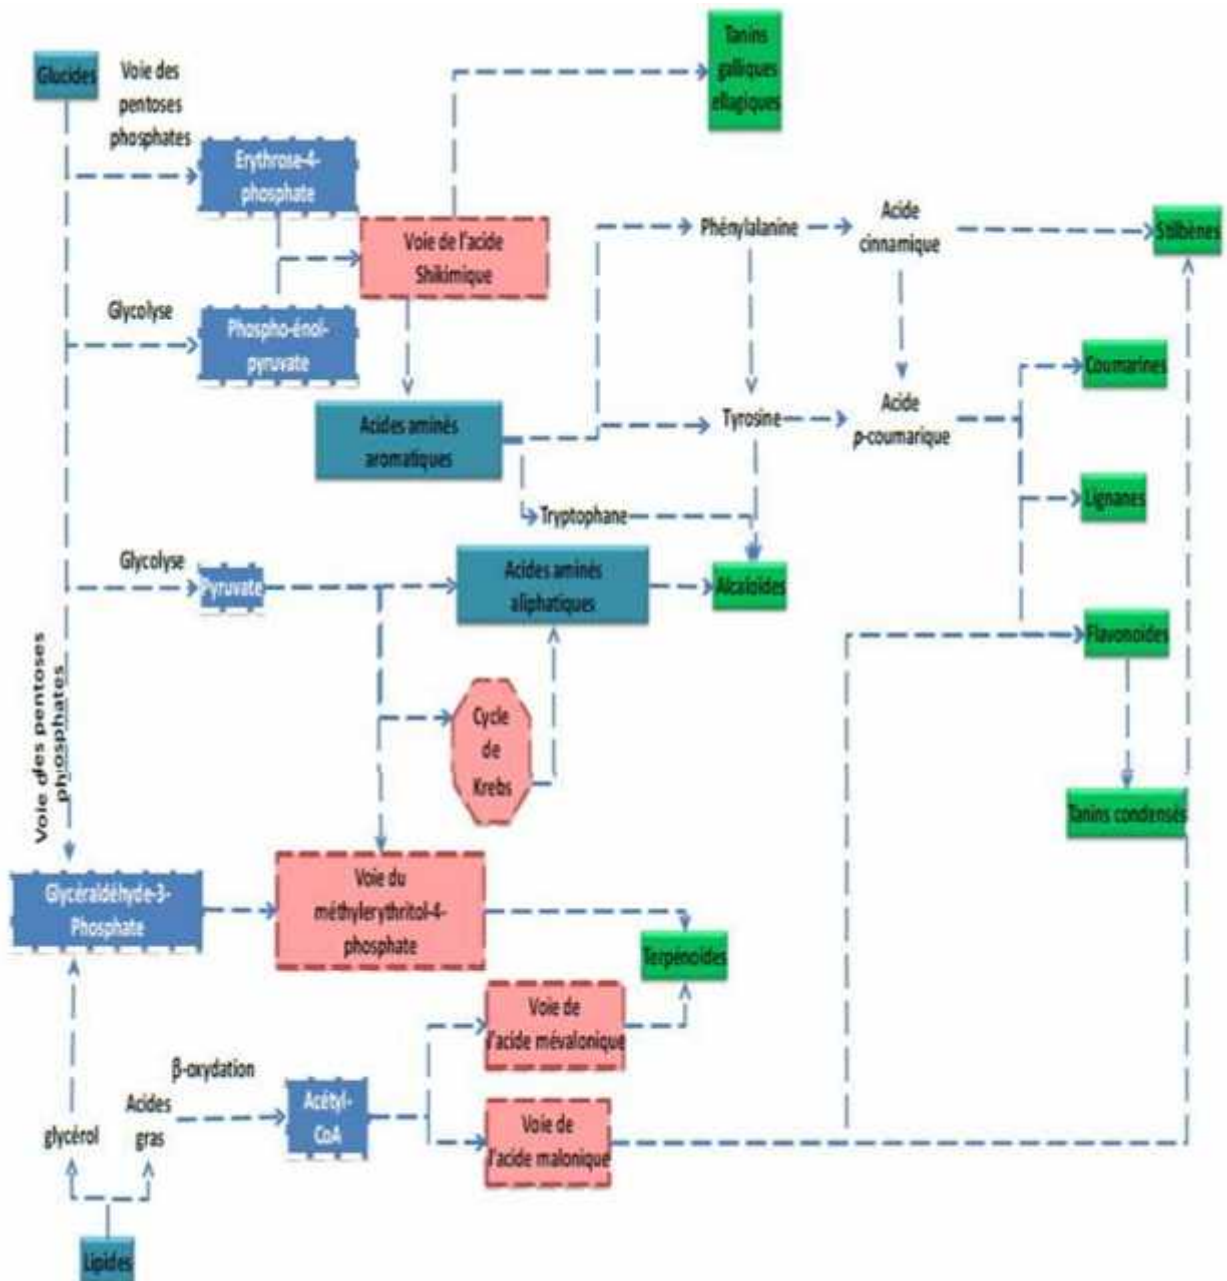 Tanins
galliques
ellagiques
Glucides
Voie des
pentoses
phosphates
Erythrose-4-
phosphate
Voie de l'acide
Shikimique
Phénylalanine
Acide
cinnamique
Stilbènes
Glycolyse
Phospho-énol-
pyruvate
Coumarines
Acides aminés
aromatiques
Tyrosine
Acide
p-coumarique
Lignanes
Tryptophane
Glycolyse
Pyruvate
Acides aminés
aliphatiques
Alcaloïdes
Flavonoïdes
Voie des pentoses
phosphates
Cycle
de
Krebs
Tanins condensés
Glycéraldéhyde-3-
Phosphate
Voie du
méthylerythritol-4-
phosphate
Terpénoïdes
Voie de
l'acide mévalonique
β-oxydation
Acides
gras
glycérol
Acétyl-
CoA
Voie de
l'acide malonique
Lipides